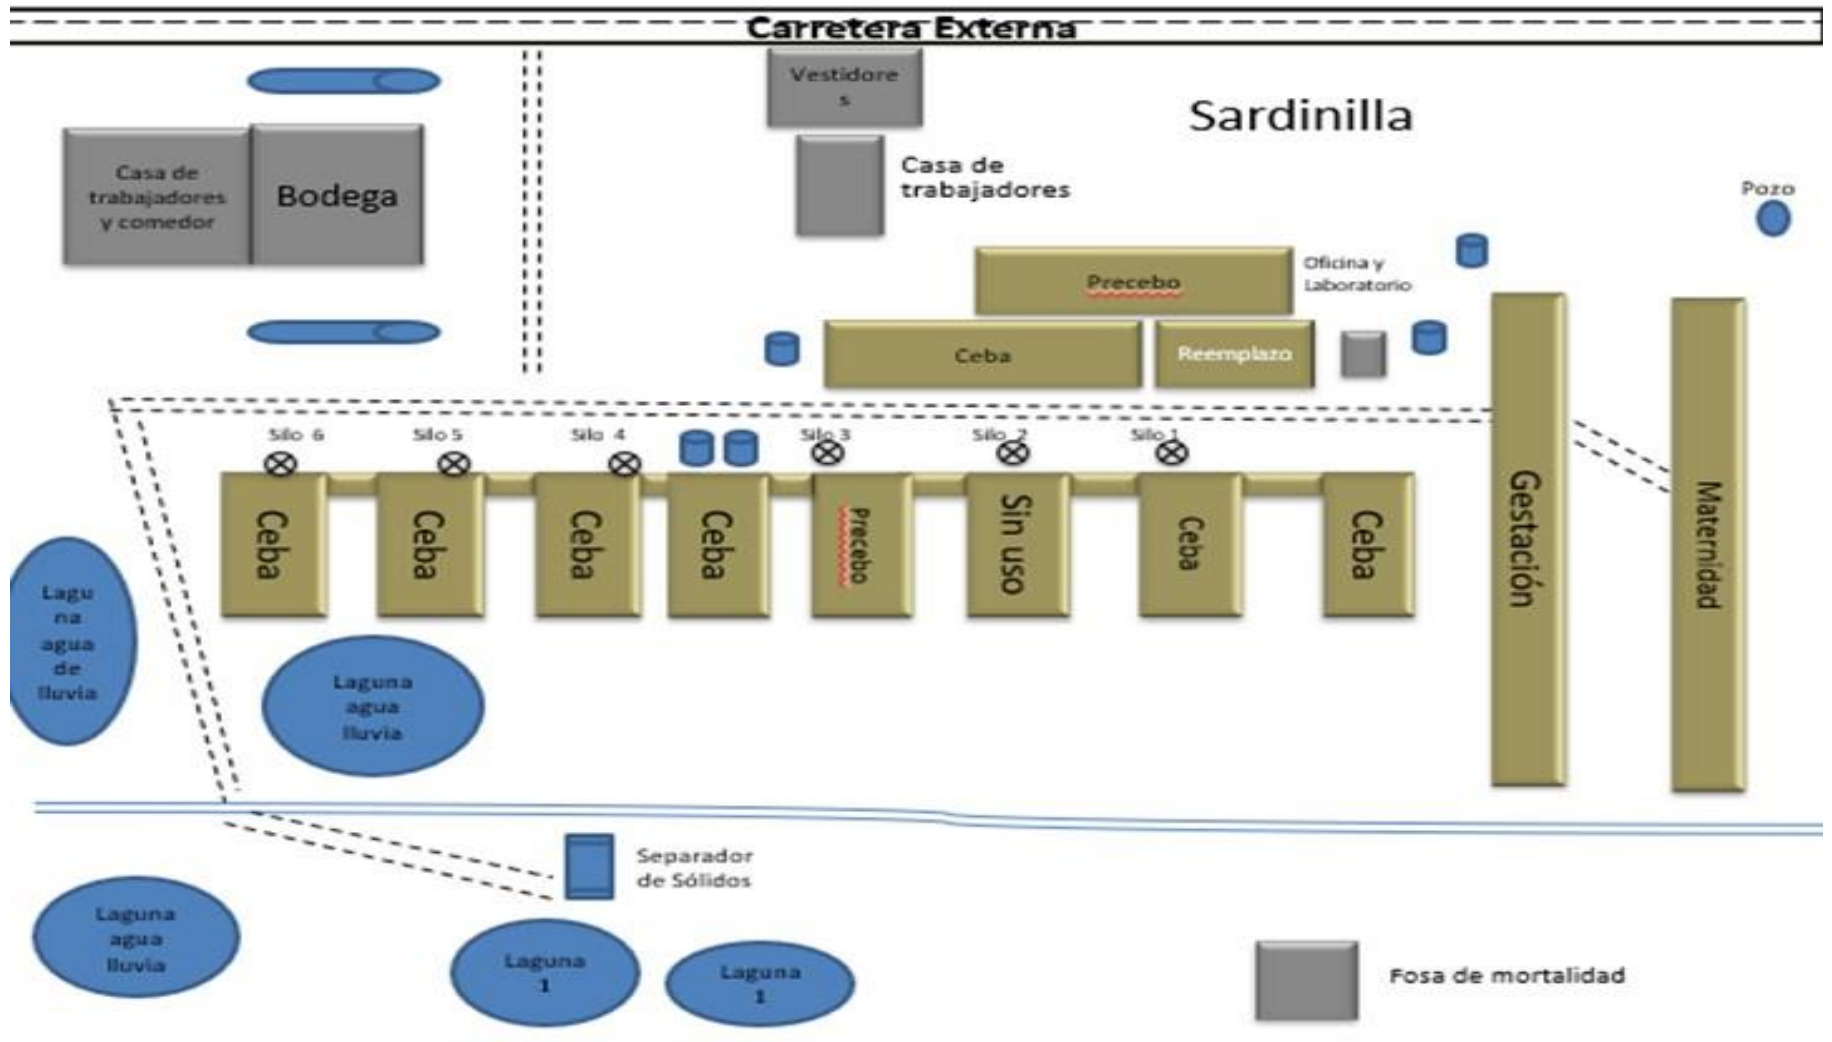 Carretera Externa
Vestidore
s
Sardinilla
Casa de
trabajadores
y comedor
Bodega
Casa de
trabajadores
Pozo
Precebo
Oficina y
Laboratorio
Ceba
Reemplazo
Silo 6
Silo 5
Silo 4
Silo 3
Silo 2
Silo 1
Ceba
Ceba
Ceba
Ceba
Precebo
Sin uso
Ceba
Ceba
Gestación
Maternidad
Lagu
na
agua
de
lluvia
Laguna
agua
lluvia
Separador
de Sólidos
Laguna
agua
lluvia
Laguna
1
Laguna
1
Fosa de mortalidad